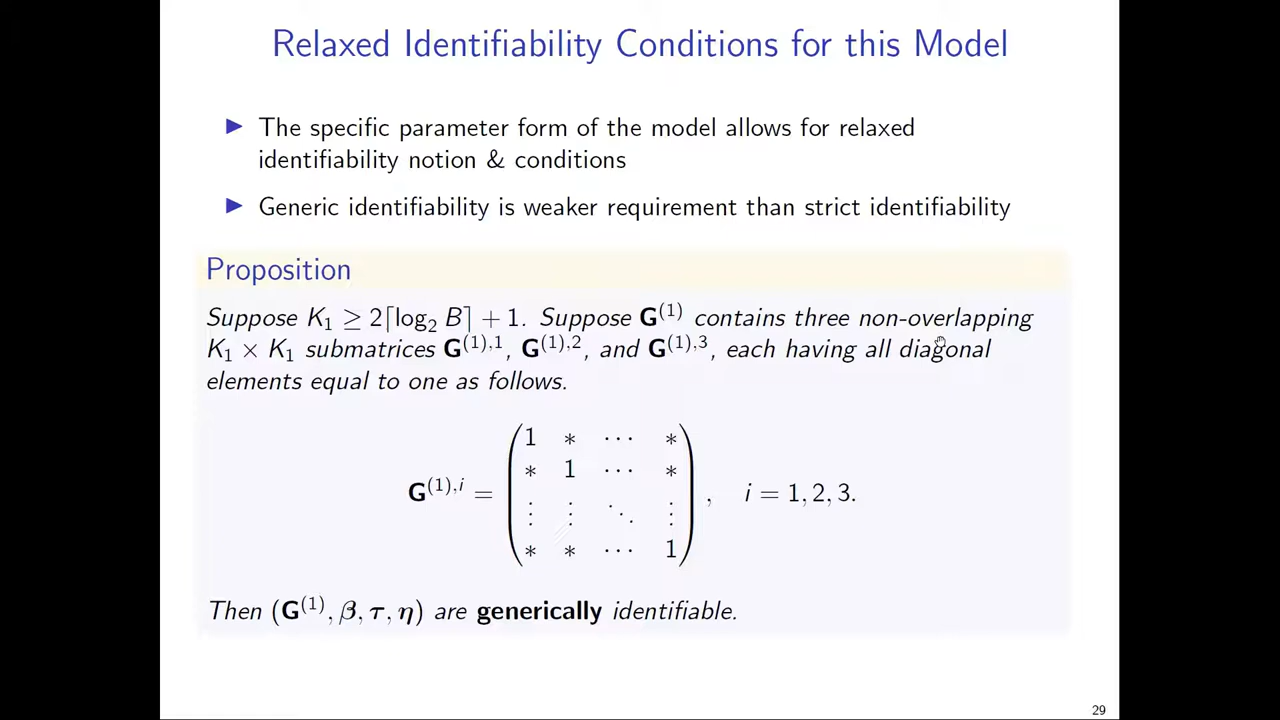 Relaxed Identifiability Conditions for this Model
▶ The specific parameter form of the model allows for relaxed
identifiability notion & conditions
▶ Generic identifiability is weaker requirement than strict identifiability
Proposition
Suppose K₁ ≥ 2⌈log₂ B⌉ + 1. Suppose G⁽¹⁾ contains three non-overlapping
K₁ × K₁ submatrices G⁽¹⁾,¹, G⁽¹⁾,², and G⁽¹⁾,³, each having all diagonal
elements equal to one as follows.
1 ∗ ⋯ ∗
∗ 1 ⋯ ∗
G⁽¹⁾,ⁱ = ⋮ ⋮ ⋱ ⋮ , i = 1, 2, 3.
∗ ∗ ⋯ 1
Then (G⁽¹⁾, β, τ, η) are generically identifiable.
29